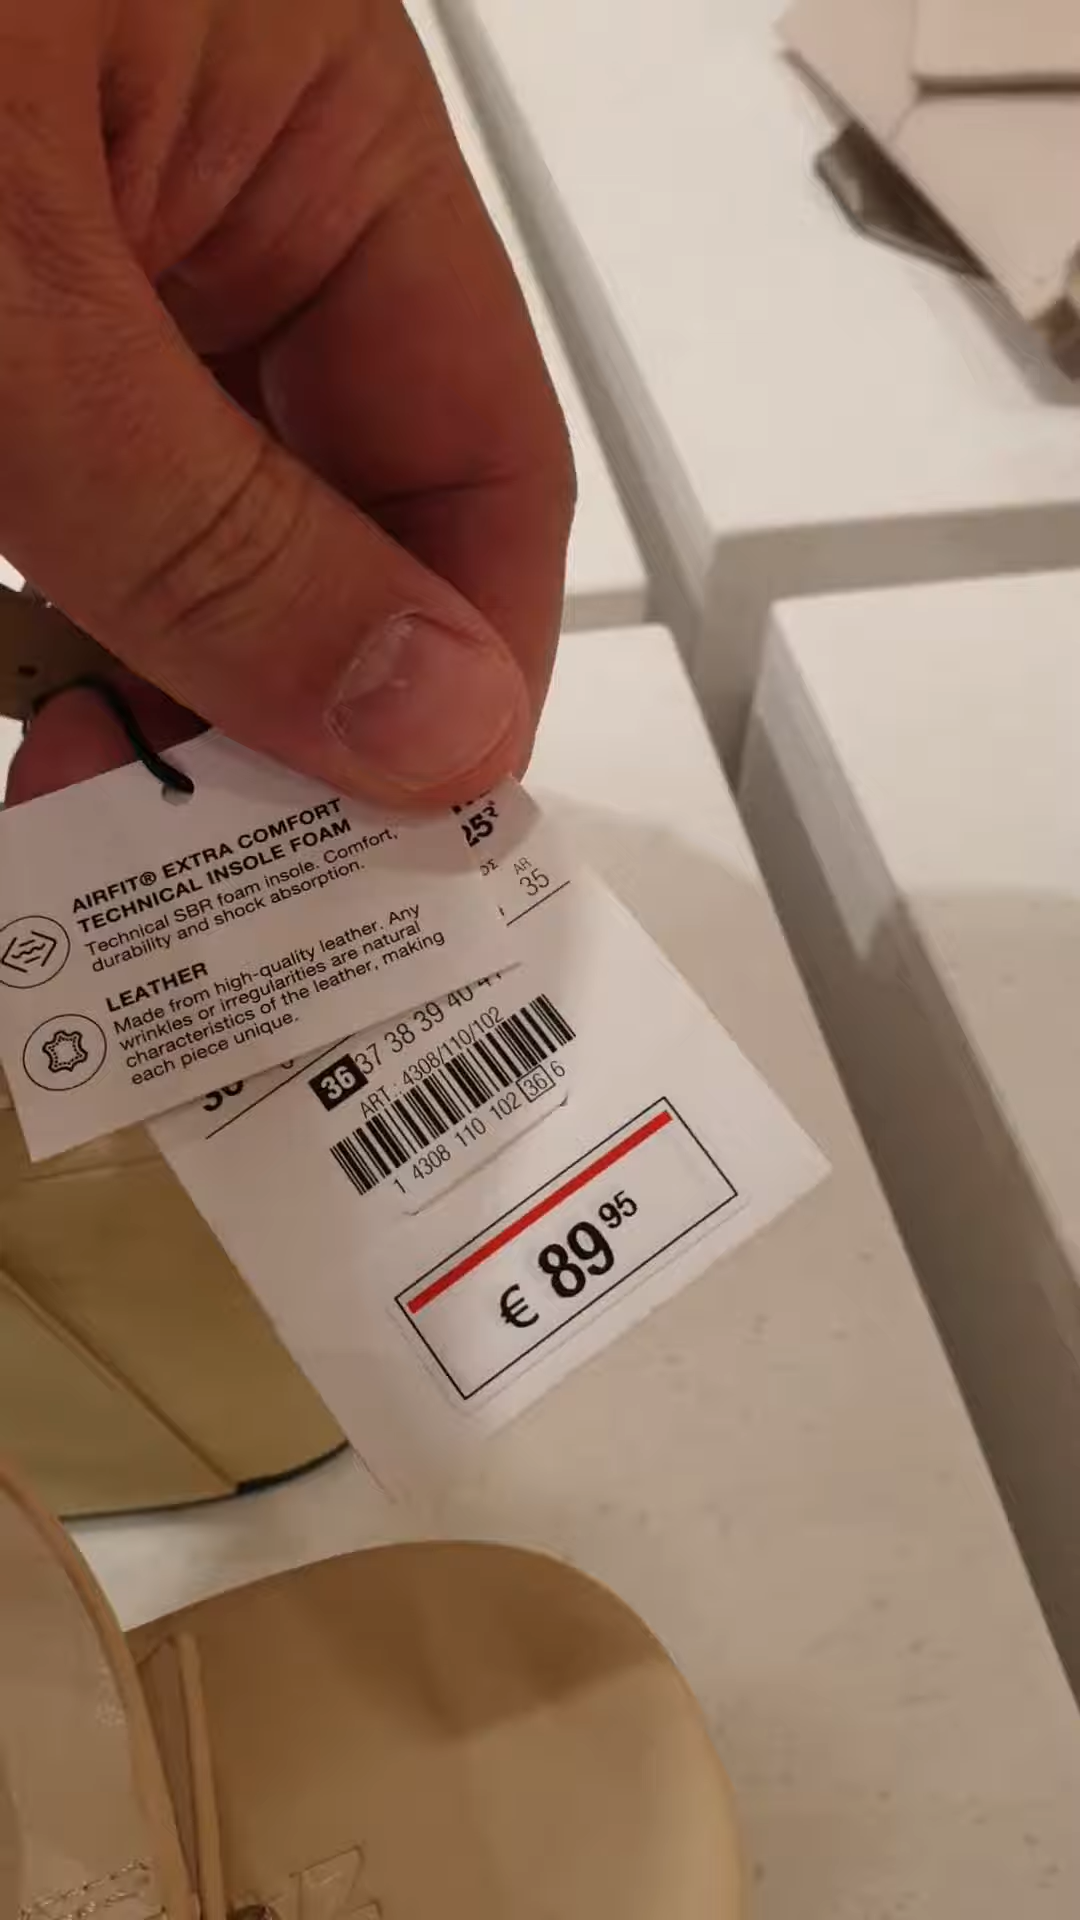 AIRFIT® EXTRA COMFORT
TECHNICAL INSOLE FOAM
Technical SBR foam insole. Comfort,
durability and shock absorption.
LEATHER
Made from high-quality leather. Any
wrinkles or irregularities are natural
characteristics of the leather, making
each piece unique.
AR
35
36 37 38 39 40 41
ART.: 4308/110/102
1 4308 110 102 36 6
€ 89 95